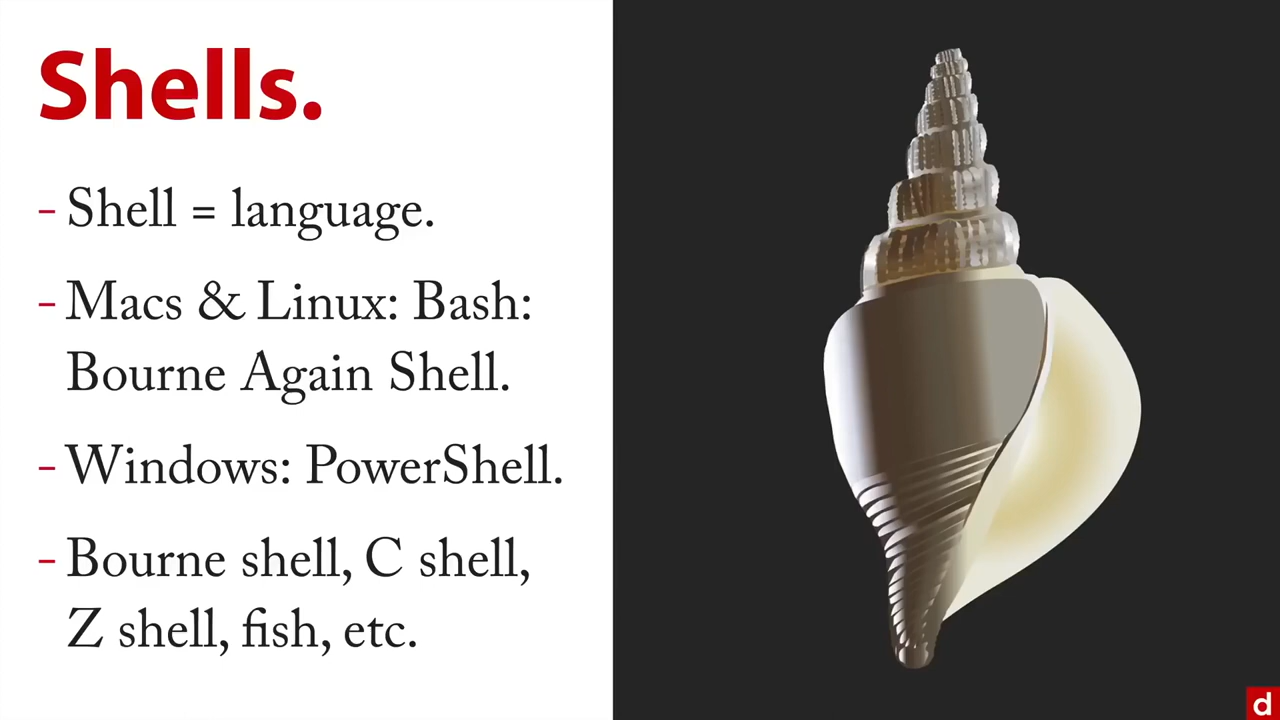 Shells.
- Shell = language.
- Macs & Linux: Bash:
Bourne Again Shell.
- Windows: PowerShell.
- Bourne shell, C shell,
Z shell, fish, etc.
d